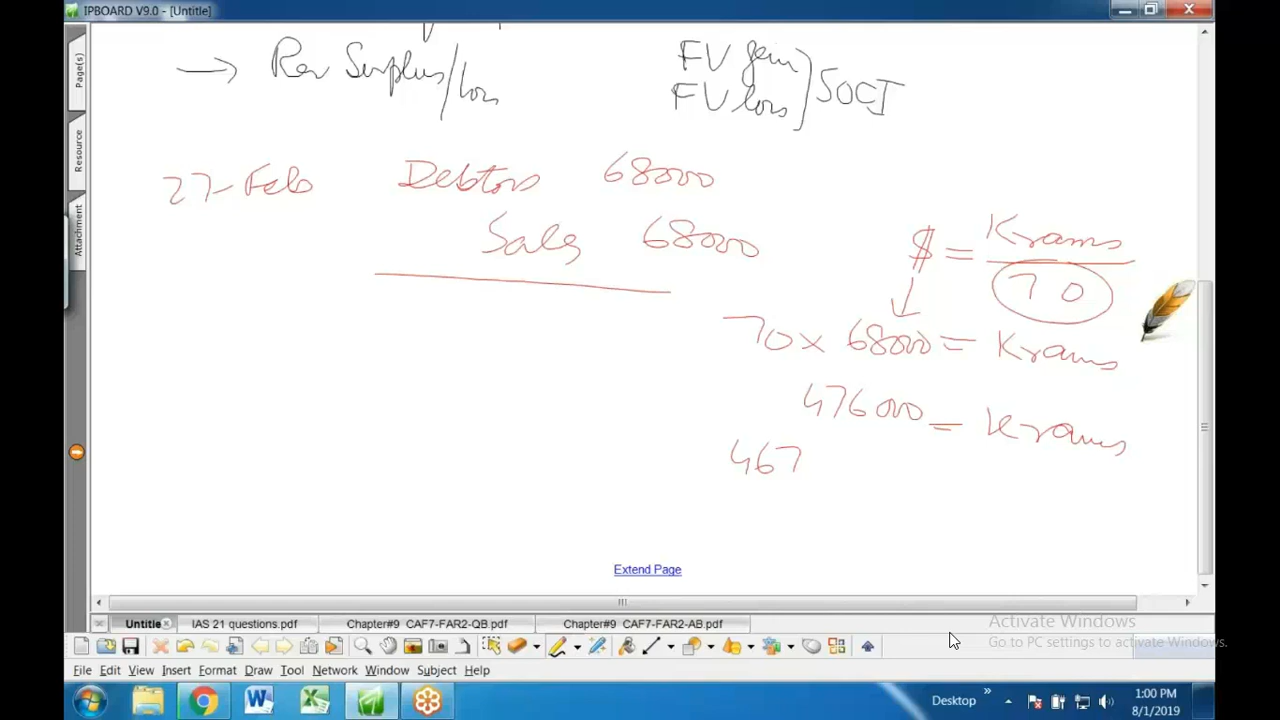 IPBOARD V9.0 - [Untitle]
Page(s)
Resource
Attachment
→ Rev Surplus/Loss
FV gain
FV loss
SOCI
27-Feb Debtors 68000
Sales 68000
$ = Krams / 70
70 × 68000 = Krams
476000 = Krams
467
Extend Page
Untitle IAS 21 questions.pdf Chapter#9 CAF7-FAR2-QB.pdf Chapter#9 CAF7-FAR2-AB.pdf
Activate Windows
Go to PC settings to activate Windows.
File Edit View Insert Format Draw Tool Network Window Subject Help
Desktop
1:00 PM
8/1/2019